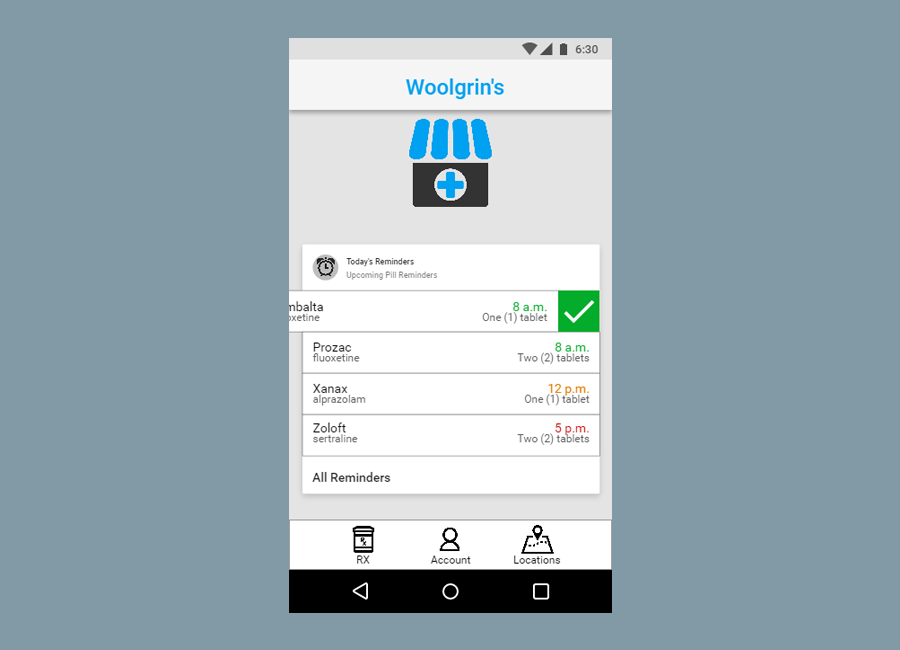 6:30
Woolgrin's
Today's Reminders
Upcoming Pill Reminders
mbalta 8 a.m.
oxetine One (1) tablet
Prozac 8 a.m.
fluoxetine Two (2) tablets
Xanax 12 p.m.
alprazolam One (1) tablet
Zoloft 5 p.m.
sertraline Two (2) tablets
All Reminders
RX Account Locations